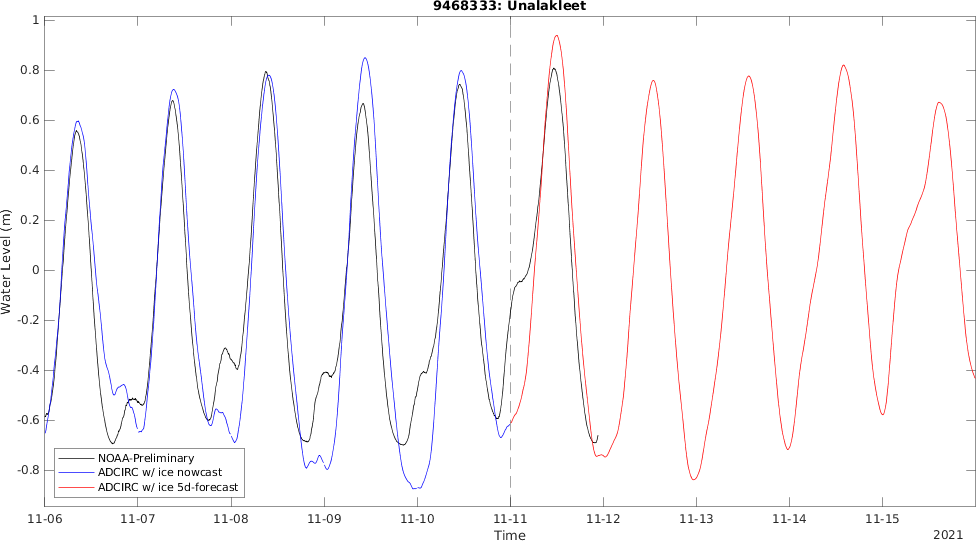 9468333: Unalakleet
1
0.8
0.6
0.4
0.2
0
-0.2
-0.4
-0.6
-0.8
Water Level (m)
NOAA-Preliminary
ADCIRC w/ ice nowcast
ADCIRC w/ ice 5d-forecast
11-06 11-07 11-08 11-09 11-10 11-11 11-12 11-13 11-14 11-15
Time
2021